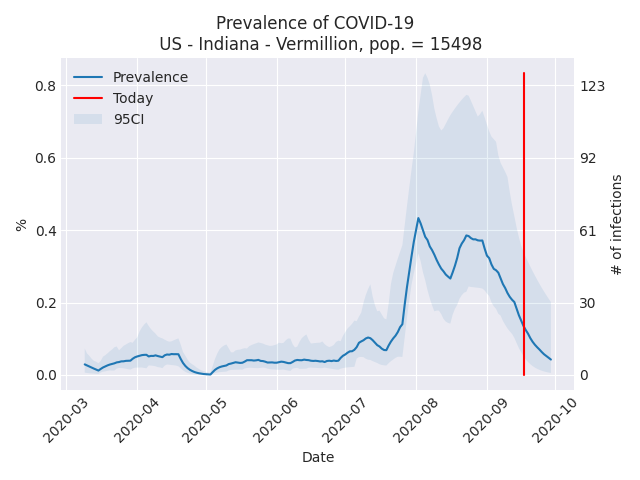 Prevalence of COVID-19
US - Indiana - Vermillion, pop. = 15498
Prevalence
Today
95CI
0.8
0.6
0.4
0.2
0.0
%
123
92
61
30
0
# of infections
2020-03
2020-04
2020-05
2020-06
2020-07
2020-08
2020-09
2020-10
Date